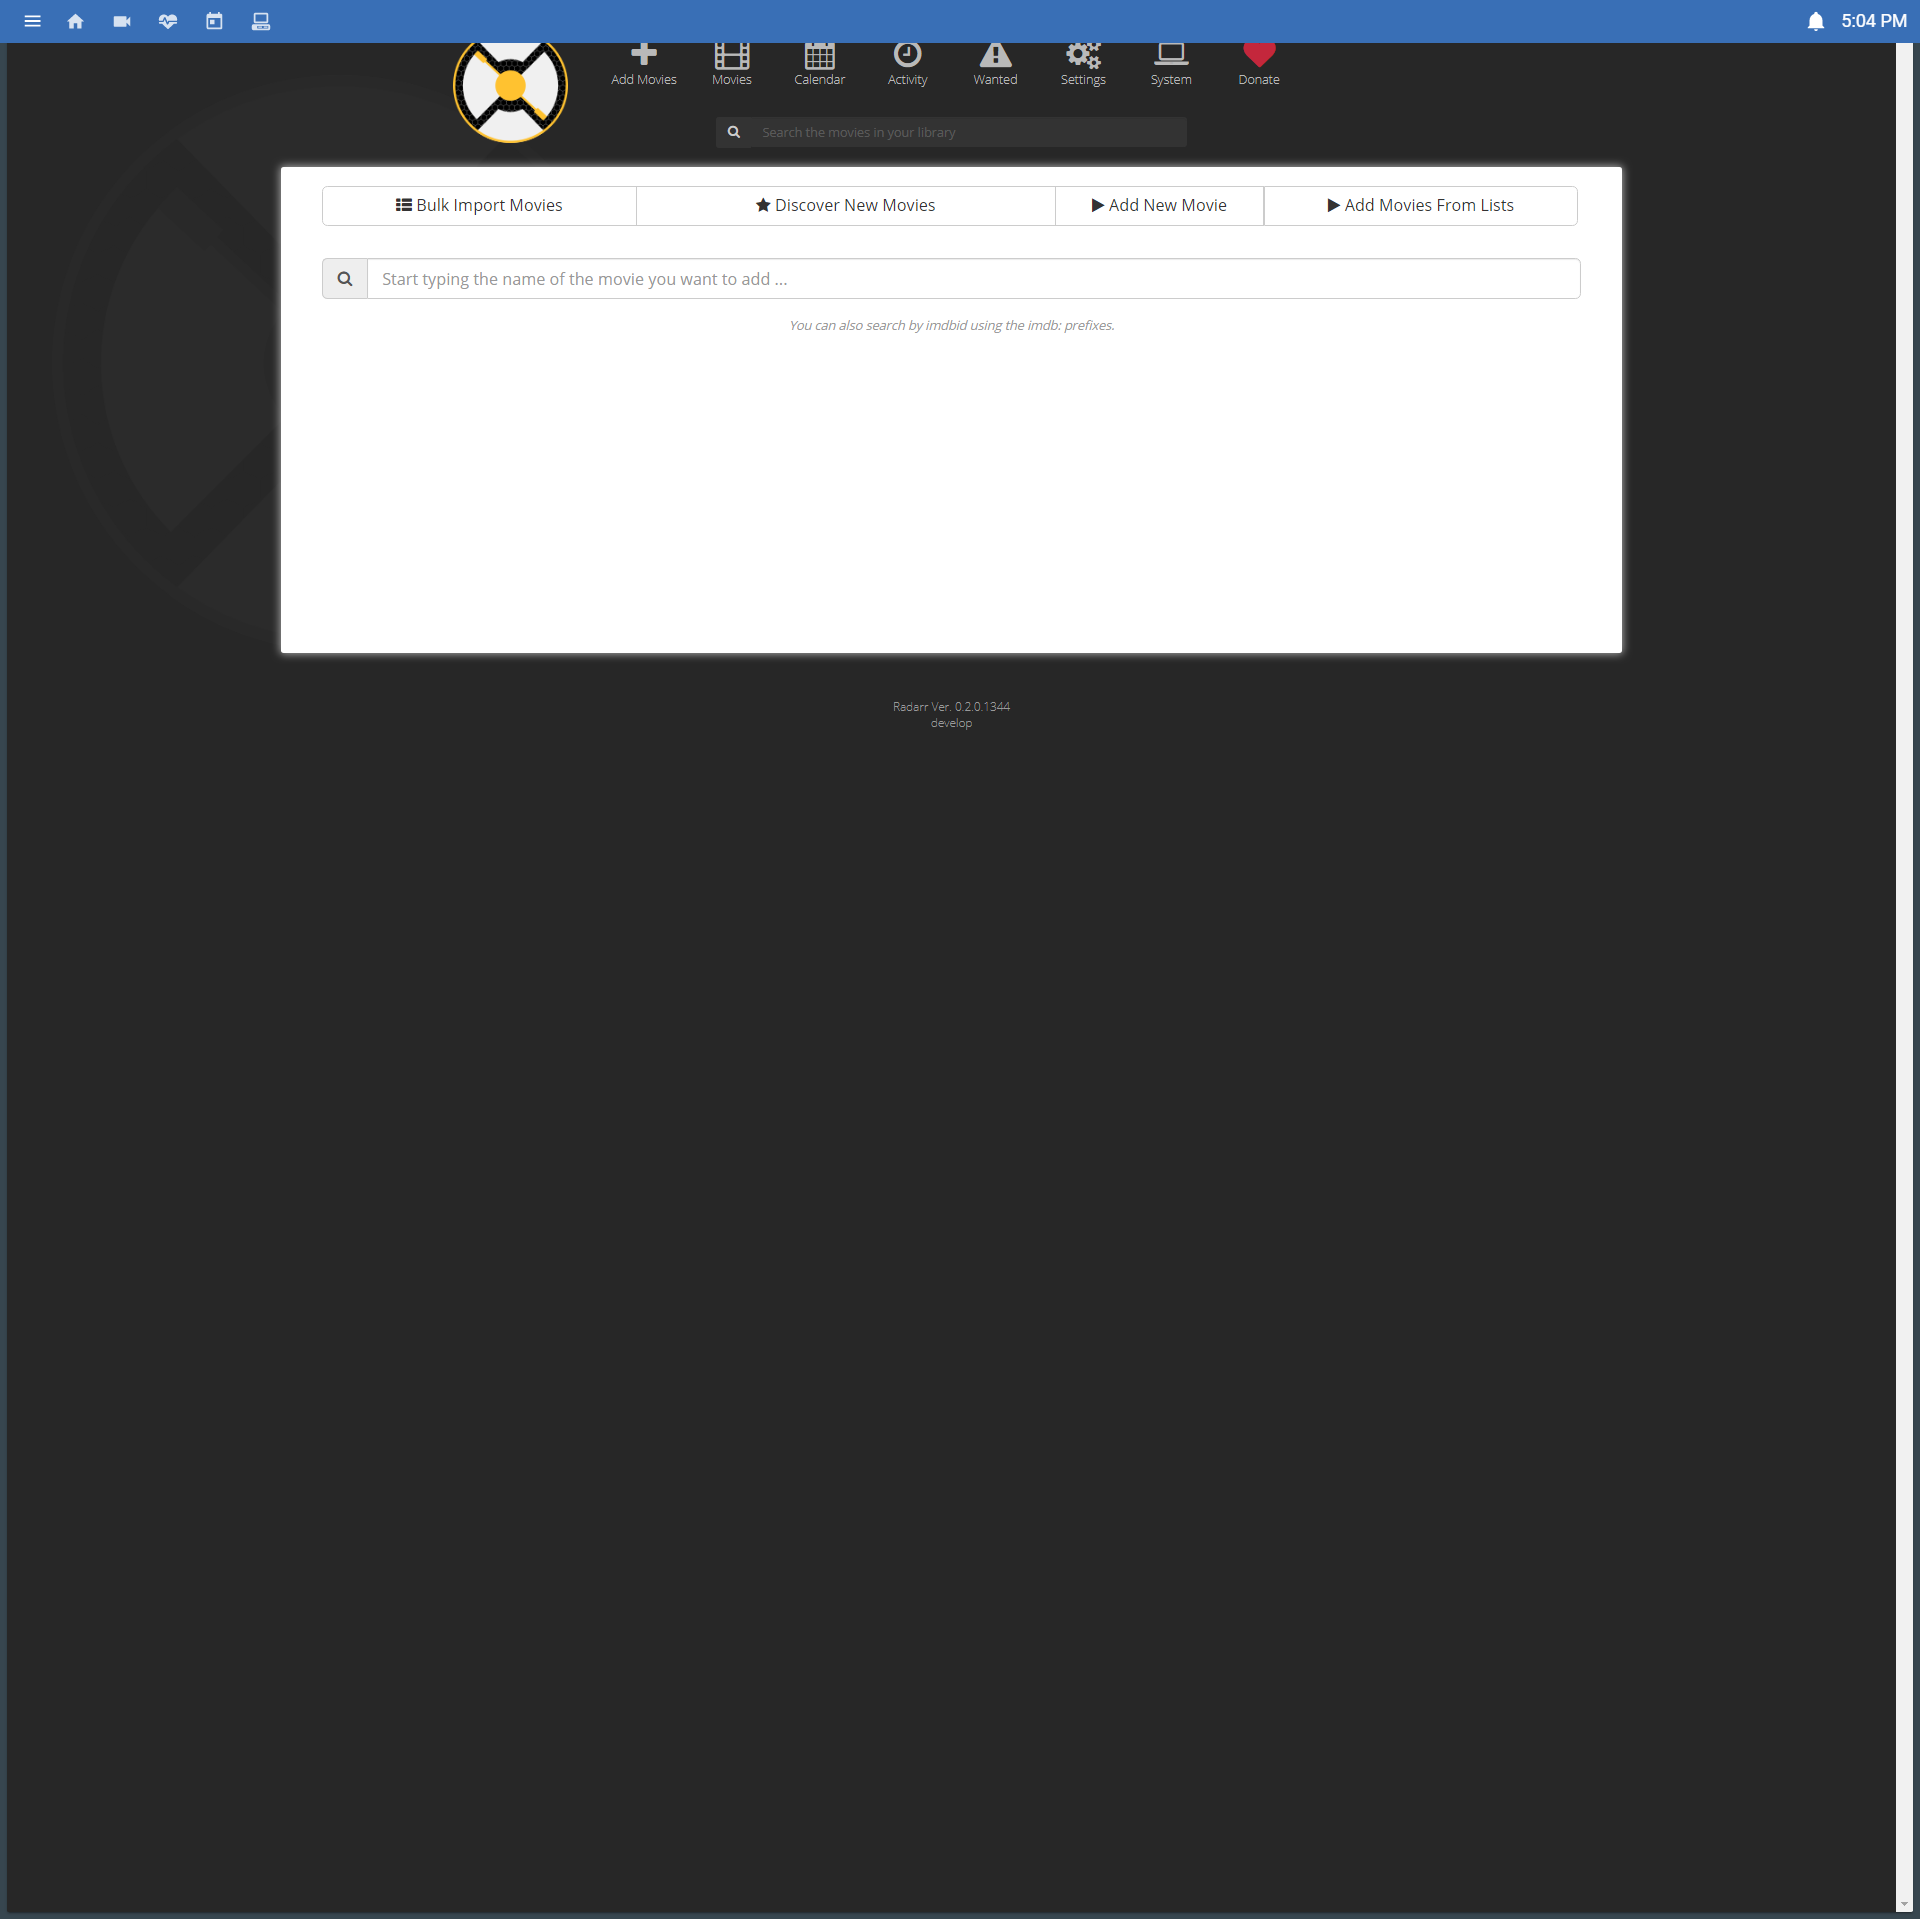 5:04 PM
Add Movies Movies Calendar Activity Wanted Settings System Donate
Search the movies in your library
Bulk Import Movies Discover New Movies Add New Movie Add Movies From Lists
Start typing the name of the movie you want to add ...
You can also search by imdbid using the imdb: prefixes.
Radarr Ver. 0.2.0.1344
develop